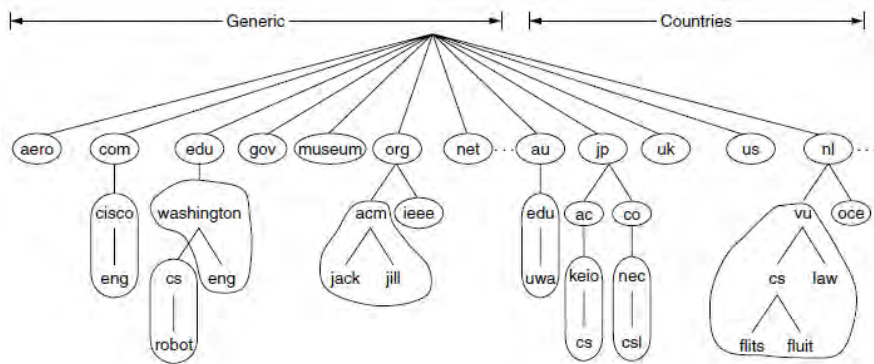 Generic Countries
aero com edu gov museum org net au jp uk us nl
cisco washington acm ieee edu ac co vu oce
eng cs eng jack jill uwa keio nec cs law
robot cs csl flits fluit